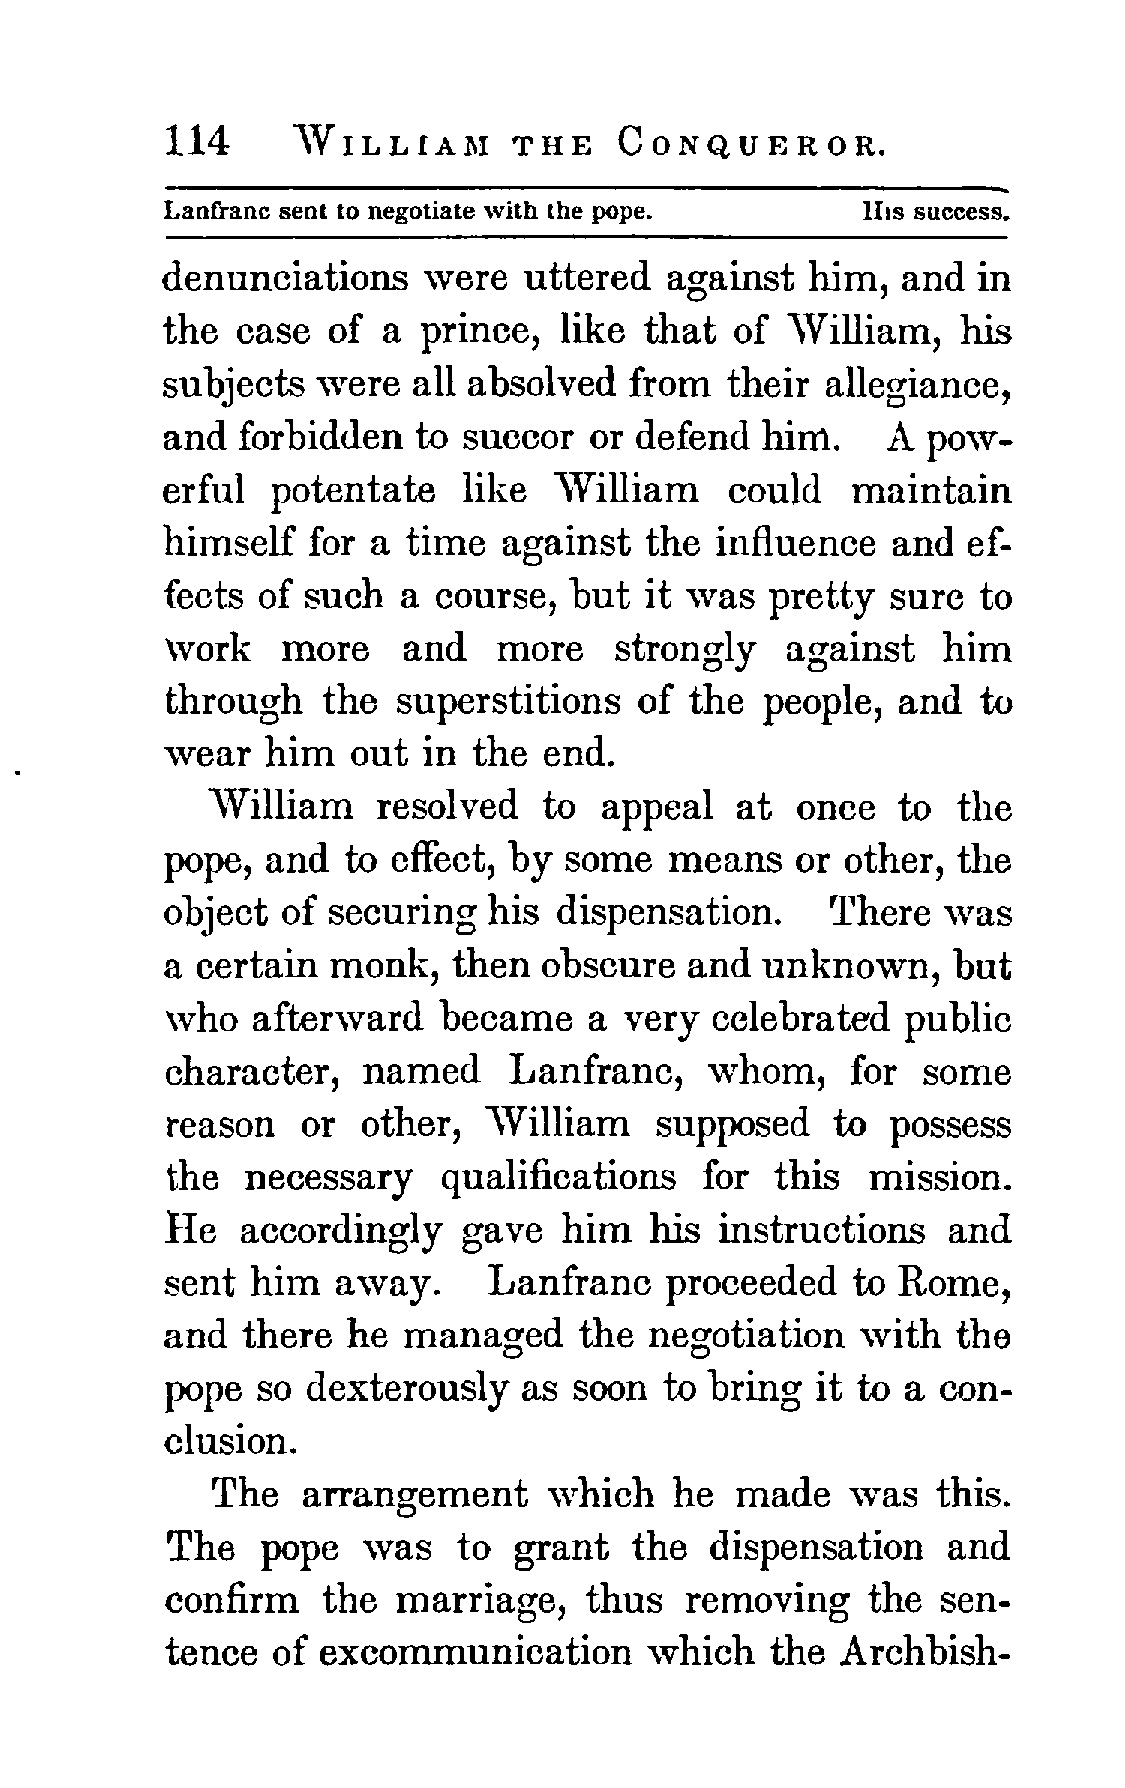 114 WILLIAM THE CONQUEROR.
Lanfranc sent to negotiate with the pope. His success.
denunciations were uttered against him, and in
the case of a prince, like that of William, his
subjects were all absolved from their allegiance,
and forbidden to succor or defend him. A pow-
erful potentate like William could maintain
himself for a time against the influence and ef-
fects of such a course, but it was pretty sure to
work more and more strongly against him
through the superstitions of the people, and to
wear him out in the end.
William resolved to appeal at once to the
pope, and to effect, by some means or other, the
object of securing his dispensation. There was
a certain monk, then obscure and unknown, but
who afterward became a very celebrated public
character, named Lanfranc, whom, for some
reason or other, William supposed to possess
the necessary qualifications for this mission.
He accordingly gave him his instructions and
sent him away. Lanfranc proceeded to Rome,
and there he managed the negotiation with the
pope so dexterously as soon to bring it to a con-
clusion.
The arrangement which he made was this.
The pope was to grant the dispensation and
confirm the marriage, thus removing the sen-
tence of excommunication which the Archbish-